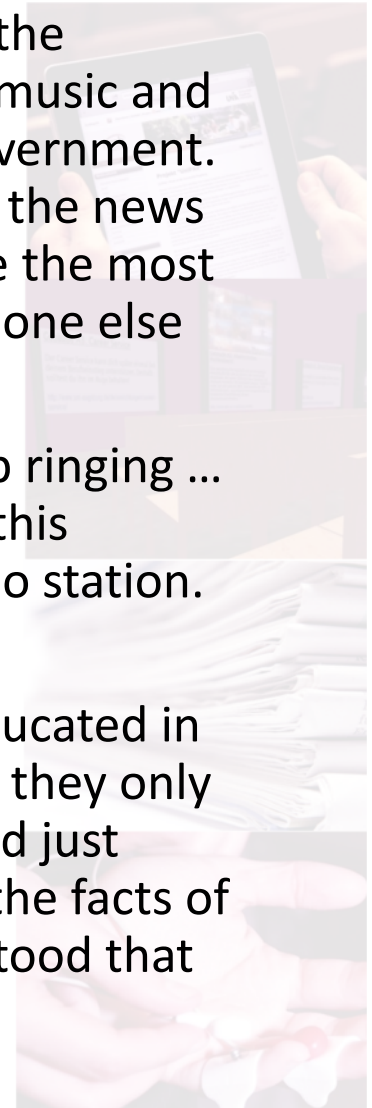 the
music and
vernment.
the news
e the most
one else
o ringing …
this
o station.
ucated in
they only
d just
the facts of
tood that